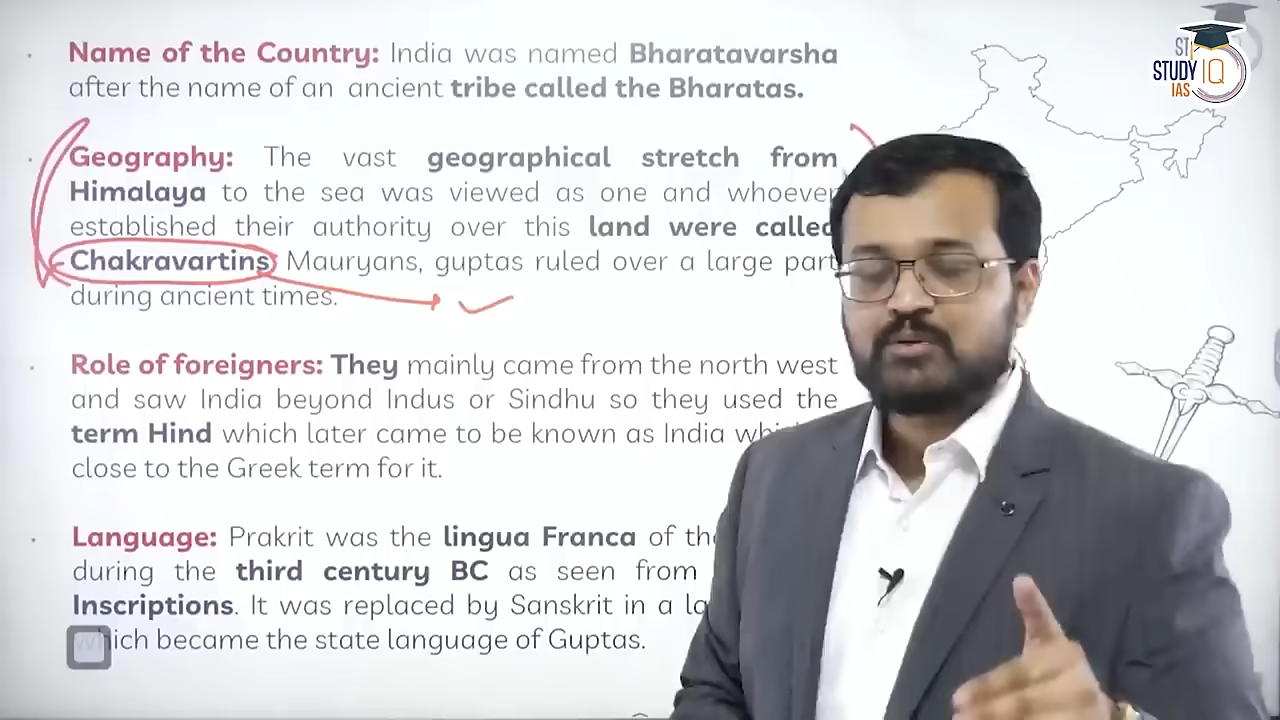 Name of the Country: India was named Bharatavarsha
after the name of an ancient tribe called the Bharatas.
Geography: The vast geographical stretch from
Himalaya to the sea was viewed as one and whoever
established their authority over this land were called
Chakravartins. Mauryans, guptas ruled over a large part
during ancient times.
Role of foreigners: They mainly came from the north west
and saw India beyond Indus or Sindhu so they used the
term Hind which later came to be known as India
close to the Greek term for it.
Language: Prakrit was the lingua Franca of
during the third century BC as seen from
Inscriptions. It was replaced by Sanskrit in a
which became the state language of Guptas.
STUDY IQ
IAS